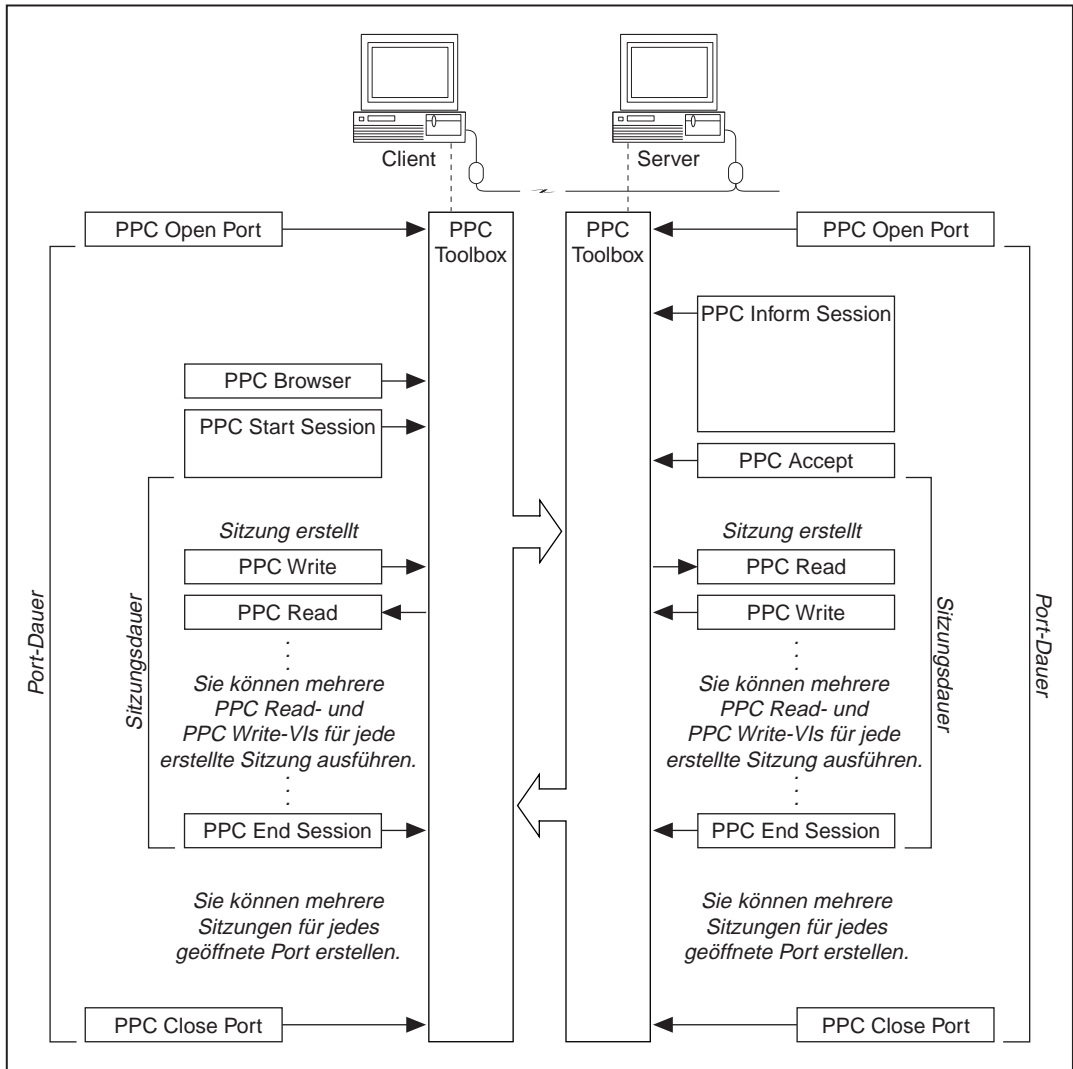 Client
Server
PPC Open Port
PPC
Toolbox
PPC
Toolbox
PPC Open Port
PPC Inform Session
PPC Browser
PPC Start Session
PPC Accept
Sitzung erstellt
Sitzung erstellt
PPC Write
PPC Read
PPC Read
PPC Write
Port-Dauer
Sitzungsdauer
Sie können mehrere
PPC Read- und
PPC Write-VIs für jede
erstellte Sitzung ausführen.
Sie können mehrere
PPC Read- und
PPC Write-VIs für jede
erstellte Sitzung ausführen.
Sitzungsdauer
Port-Dauer
PPC End Session
PPC End Session
Sie können mehrere
Sitzungen für jedes
geöffnete Port erstellen.
Sie können mehrere
Sitzungen für jedes
geöffnete Port erstellen.
PPC Close Port
PPC Close Port